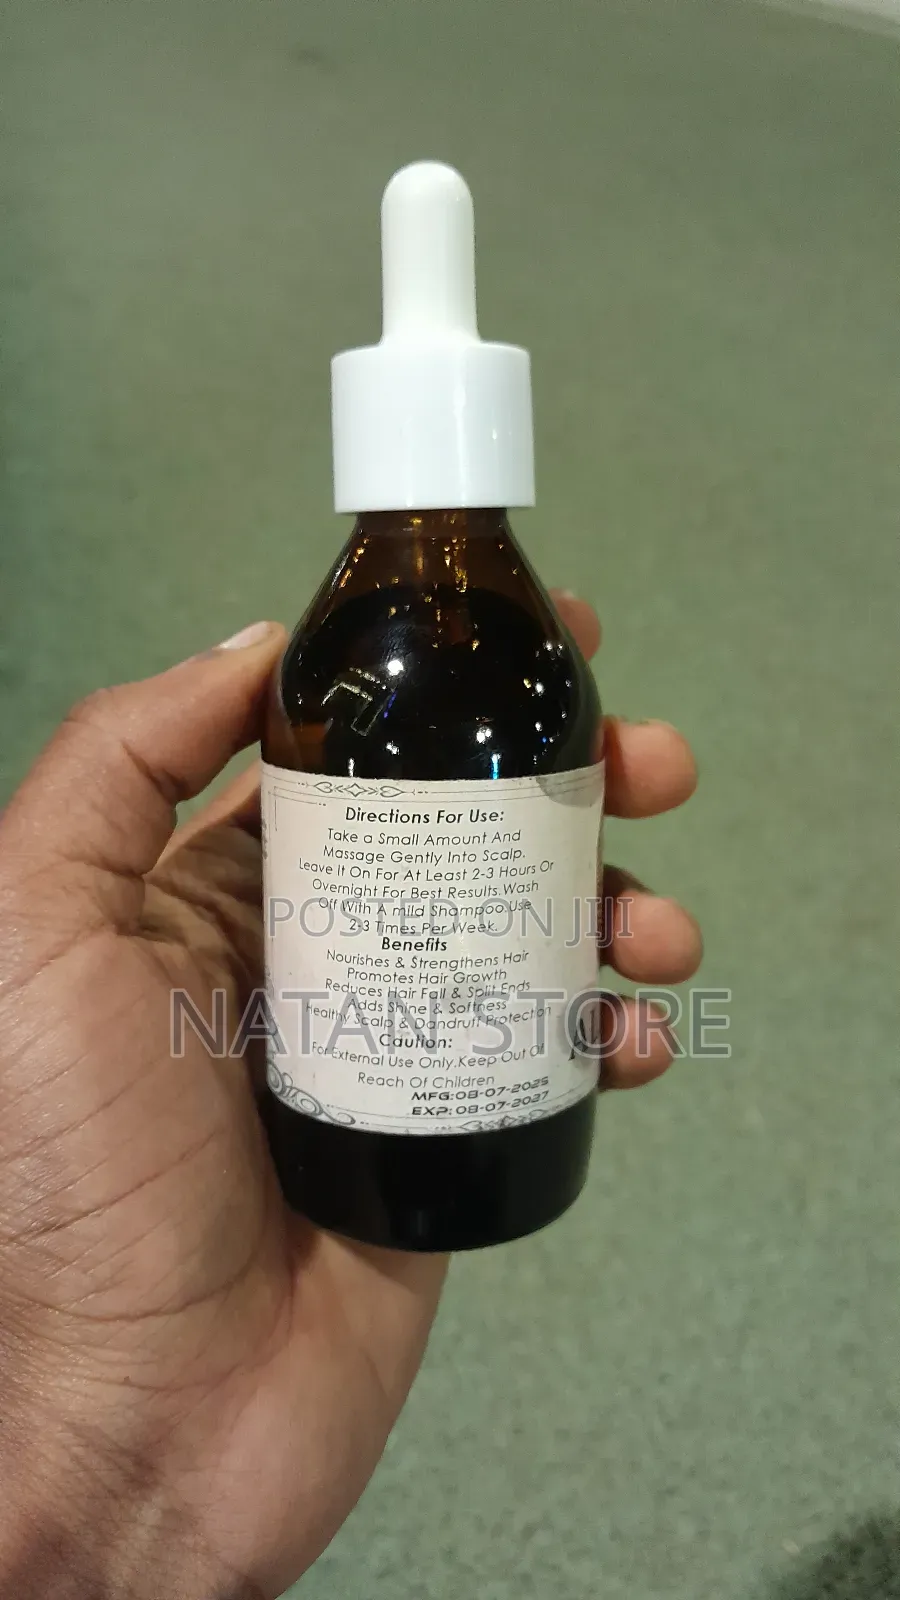 Directions For Use:
Take a Small Amount And
Massage Gently Into Scalp.
Leave It On For At Least 2-3 Hours Or
Overnight For Best Results.Wash
Off With A mild Shampoo.Use
2-3 Times Per Week.
POSTED ON JIJI
Benefits
Nourishes & Strengthens Hair
Promotes Hair Growth
Reduces Hair Fall & Split Ends
Adds Shine & Softness
Healthy Scalp & Dandruff Protection
NATAN STORE
Caution:
For External Use Only.Keep Out Of
Reach Of Children
MFG:08-07-2025
EXP:08-07-2027